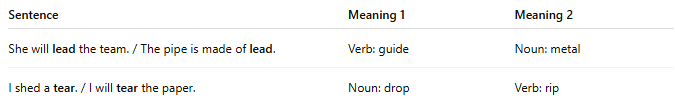 Sentence Meaning 1 Meaning 2
She will lead the team. / The pipe is made of lead. Verb: guide Noun: metal
I shed a tear. / I will tear the paper. Noun: drop Verb: rip